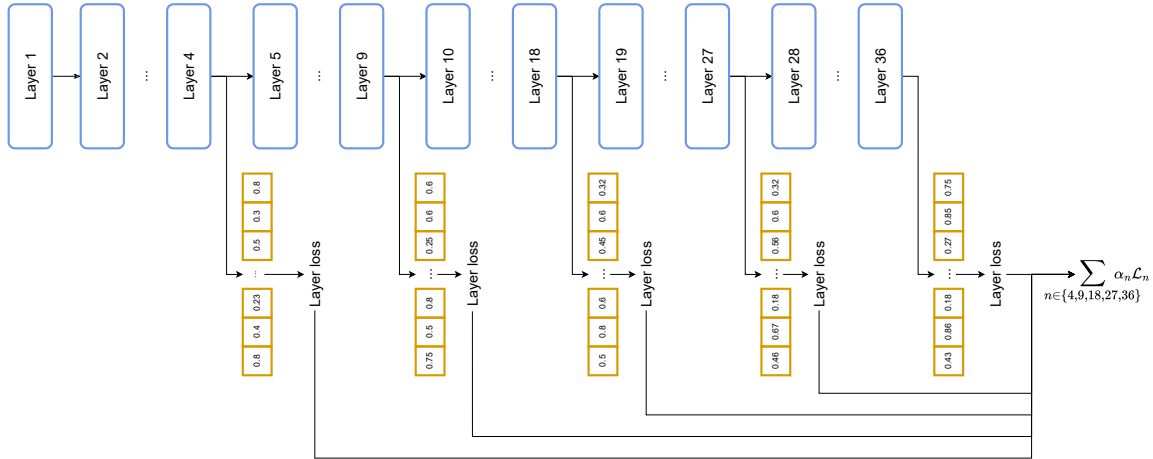 Layer 1
Layer 2
...
Layer 4
Layer 5
...
Layer 9
Layer 10
...
Layer 18
Layer 19
...
Layer 27
Layer 28
...
Layer 36
0.8
0.3
0.5
...
0.23
0.4
0.8
Layer loss
0.6
0.6
0.25
...
0.8
0.5
0.75
Layer loss
0.32
0.6
0.45
...
0.6
0.8
0.5
Layer loss
0.32
0.6
0.56
...
0.18
0.67
0.46
Layer loss
0.75
0.85
0.27
...
0.18
0.86
0.43
Layer loss
∑ αₙℒₙ
n∈{4,9,18,27,36}